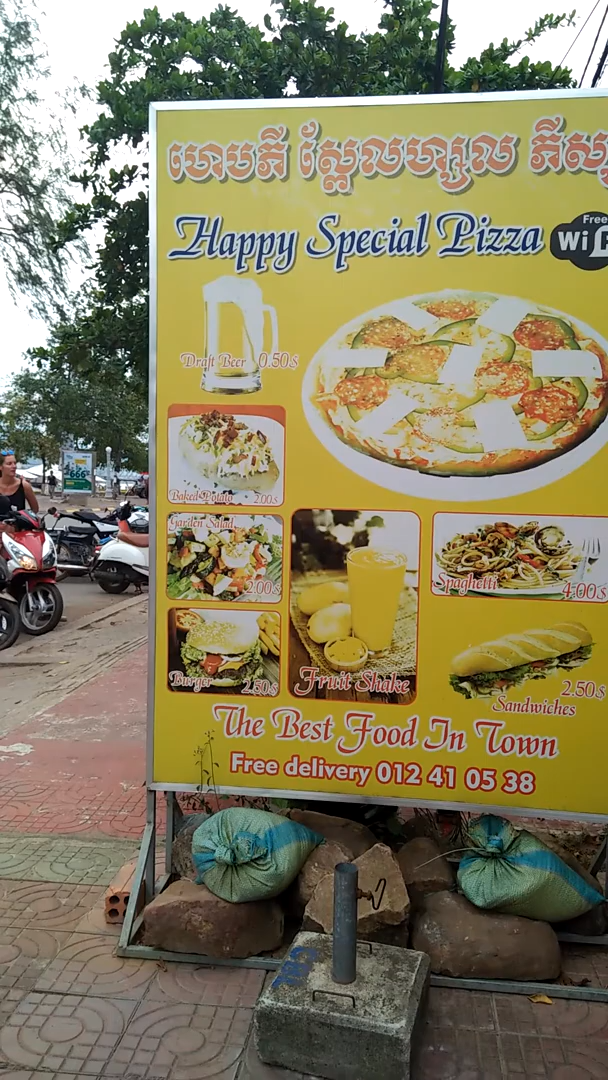 ហេបភី ស្ពែលហ្សល ភីស
Happy Special Pizza
Free
Wi F
Draft Beer 0.50$
Baked Potato 2.00$
Garden Salad
2.00$
Spaghetti 4.00$
Burger 2.50$
Fruit Shake
2.50$
Sandwiches
The Best Food In Town
Free delivery 012 41 05 38
666